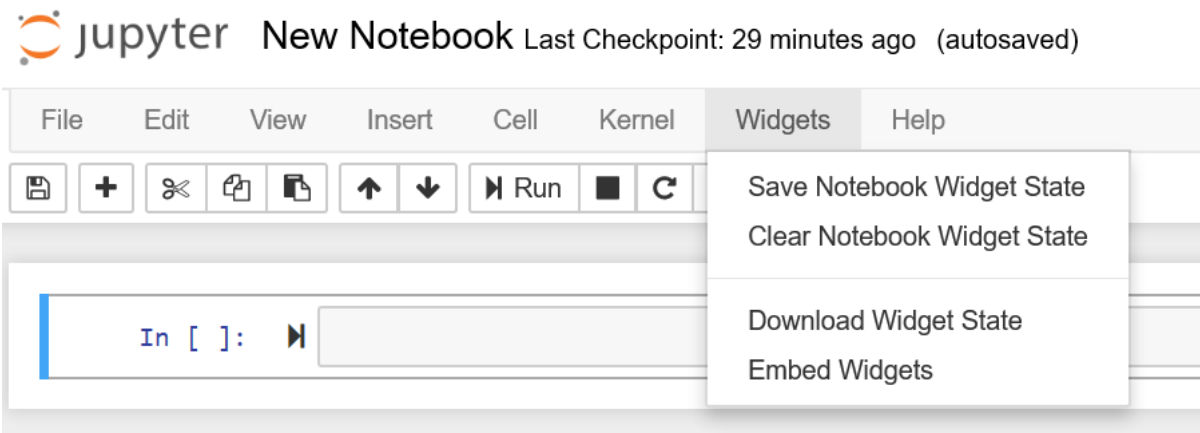 jupyter New Notebook Last Checkpoint: 29 minutes ago (autosaved)
File Edit View Insert Cell Kernel Widgets Help
Run
Save Notebook Widget State
Clear Notebook Widget State
In [ ]:
Download Widget State
Embed Widgets